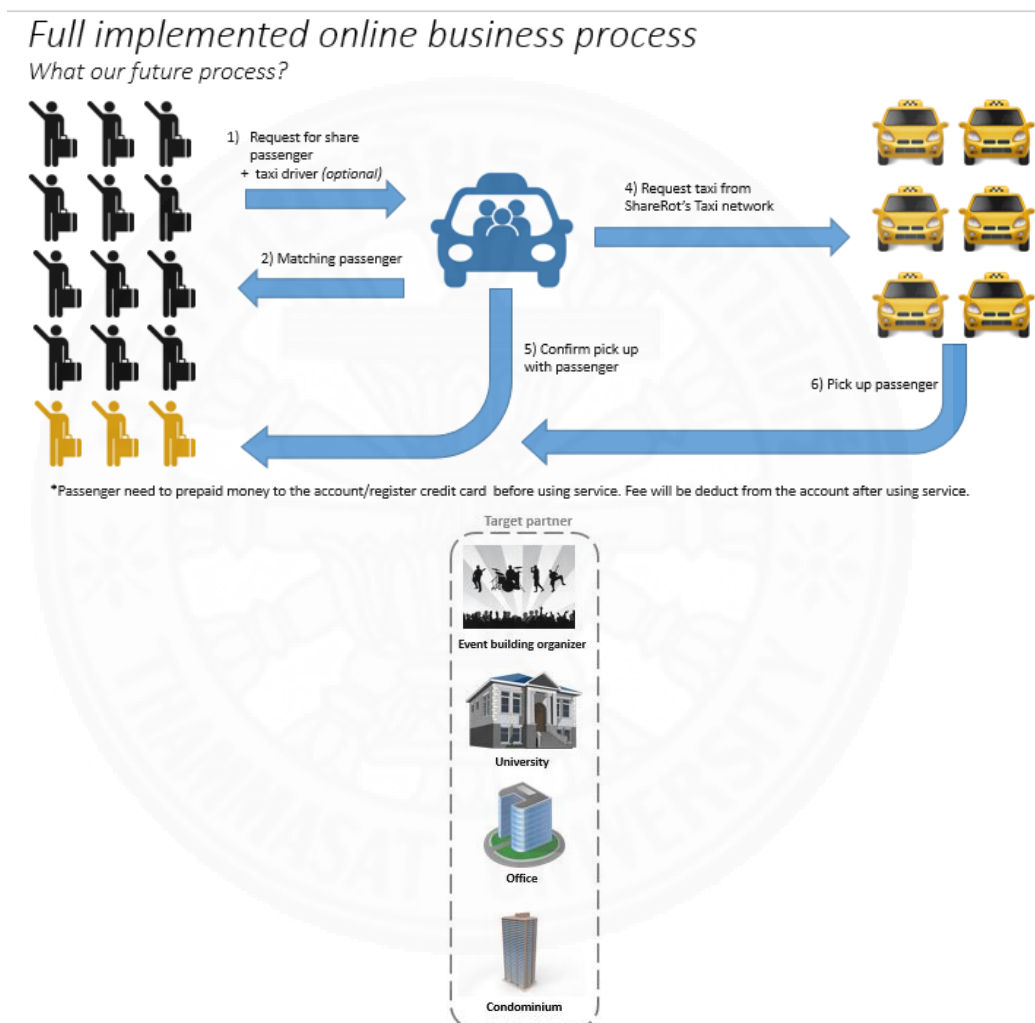 Full implemented online business process
What our future process?
1) Request for share
passenger
+ taxi driver (optional)
2) Matching passenger
4) Request taxi from
ShareRot's Taxi network
5) Confirm pick up
with passenger
6) Pick up passenger
*Passenger need to prepaid money to the account/register credit card before using service. Fee will be deduct from the account after using service.
Target partner
Event building organizer
University
Office
Condominium
THAMMASAT UNIVERSITY